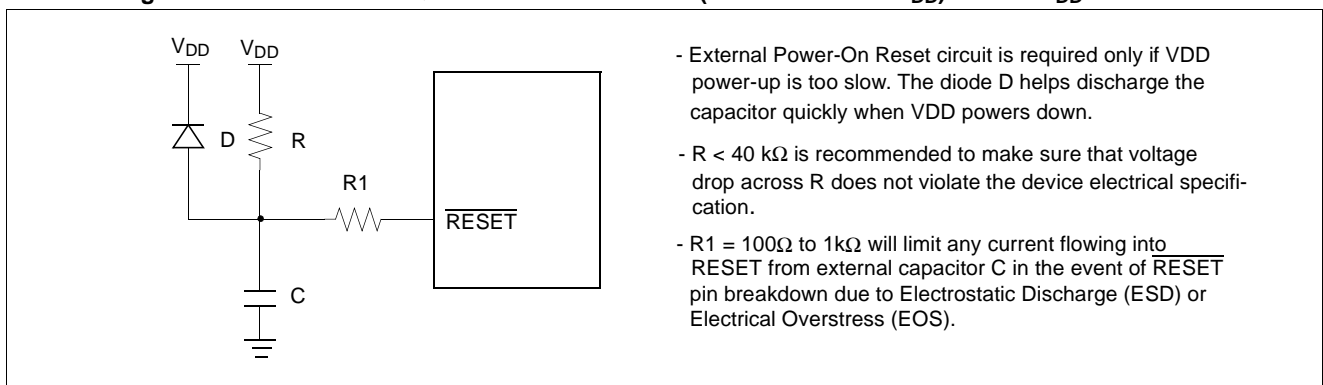 V_DD V_DD
D R
R1
RESET
C
- External Power-On Reset circuit is required only if VDD
power-up is too slow. The diode D helps discharge the
capacitor quickly when VDD powers down.
- R < 40 kΩ is recommended to make sure that voltage
drop across R does not violate the device electrical specifi-
cation.
- R1 = 100Ω to 1kΩ will limit any current flowing into
RESET from external capacitor C in the event of RESET
pin breakdown due to Electrostatic Discharge (ESD) or
Electrical Overstress (EOS).